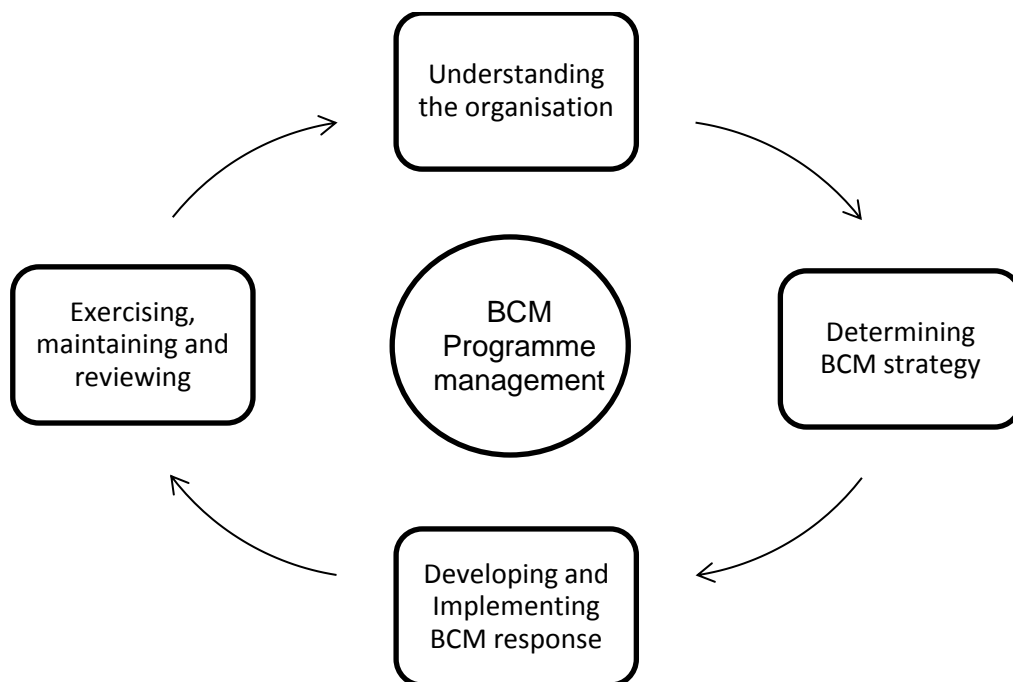 Understanding
the organisation
Exercising,
maintaining and
reviewing
BCM
Programme
management
Determining
BCM strategy
Developing and
Implementing
BCM response